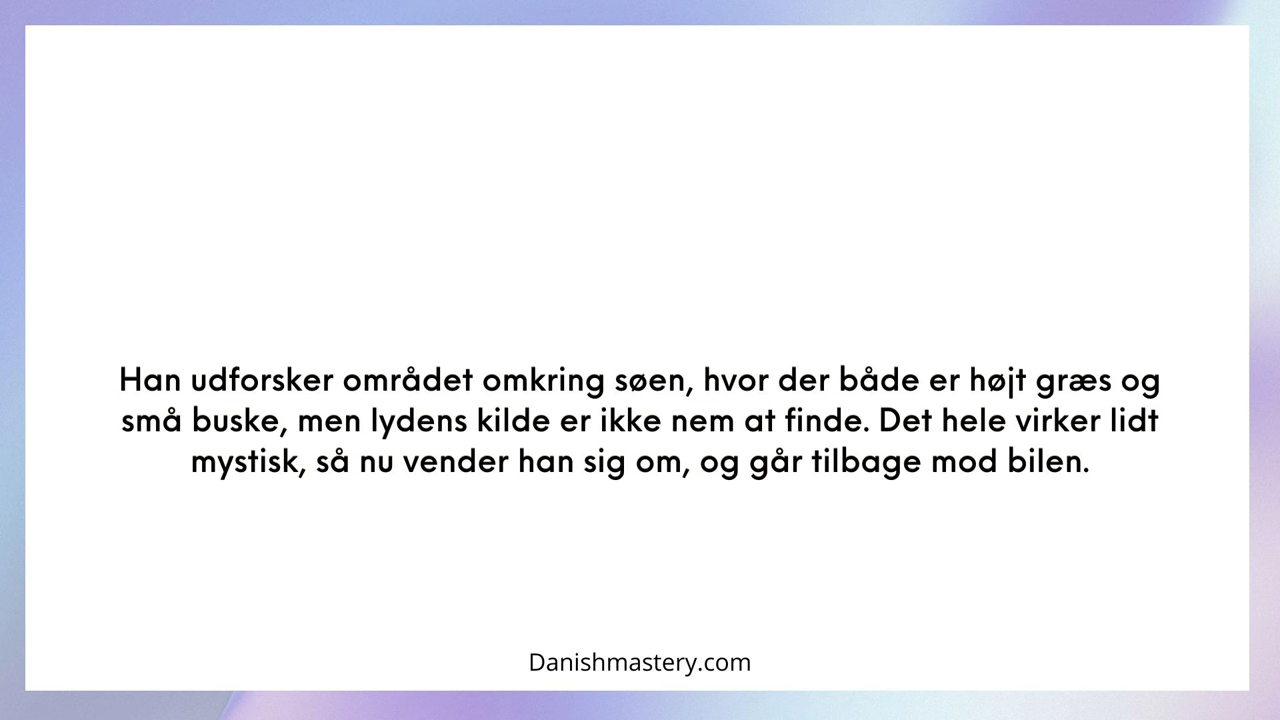 Han udforsker området omkring søen, hvor der både er højt græs og
små buske, men lydens kilde er ikke nem at finde. Det hele virker lidt
mystisk, så nu vender han sig om, og går tilbage mod bilen.
Danishmastery.com